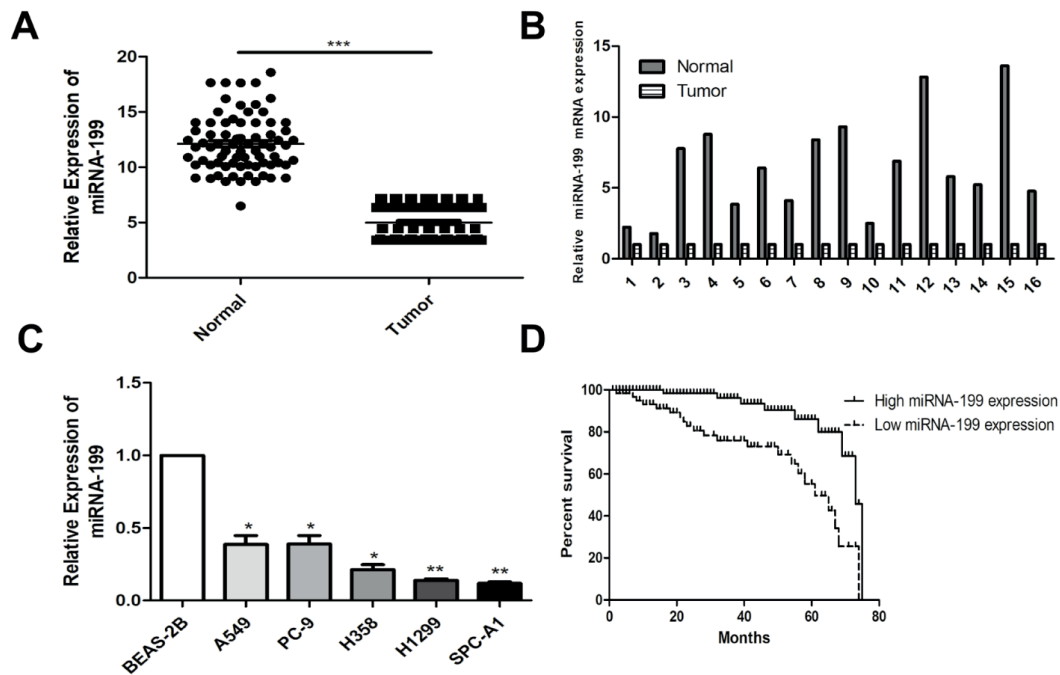 A
***
Relative Expression of
miRNA-199
20
15
10
5
0
Normal
Tumor
B
Relative miRNA-199 mRNA expression
15
10
5
0
Normal
Tumor
1 2 3 4 5 6 7 8 9 10 11 12 13 14 15 16
C
Relative Expression of
miRNA-199
1.5
1.0
0.5
0.0
* * * ** **
BEAS-2B A549 PC-9 H358 H1299 SPC-A1
D
Percent survival
100
80
60
40
20
0
High miRNA-199 expression
Low miRNA-199 expression
0 20 40 60 80
Months